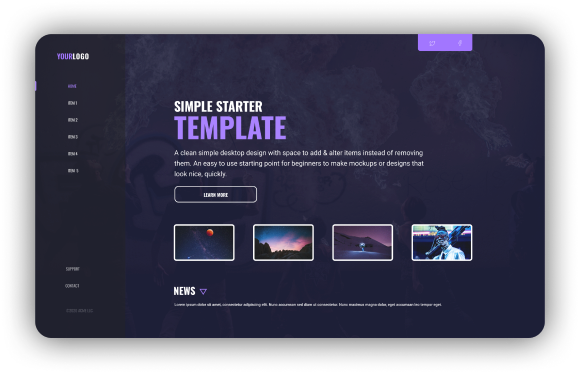 YOURLOGO
HOME
ITEM 1
ITEM 2
ITEM 3
ITEM 4
ITEM 5
SUPPORT
CONTACT
SIMPLE STARTER
TEMPLATE
A clean simple desktop design with space to add & alter items instead of removing
them. An easy to use starting point for beginners to make mockups or designs that
look nice, quickly.
LEARN MORE
NEWS
Lorem ipsum dolor sit amet, consectetur adipiscing elit. Nunc accumsan sed dime ut consectetur. Nunc maximus magna dolor, eget accumsan leo tempor eget.